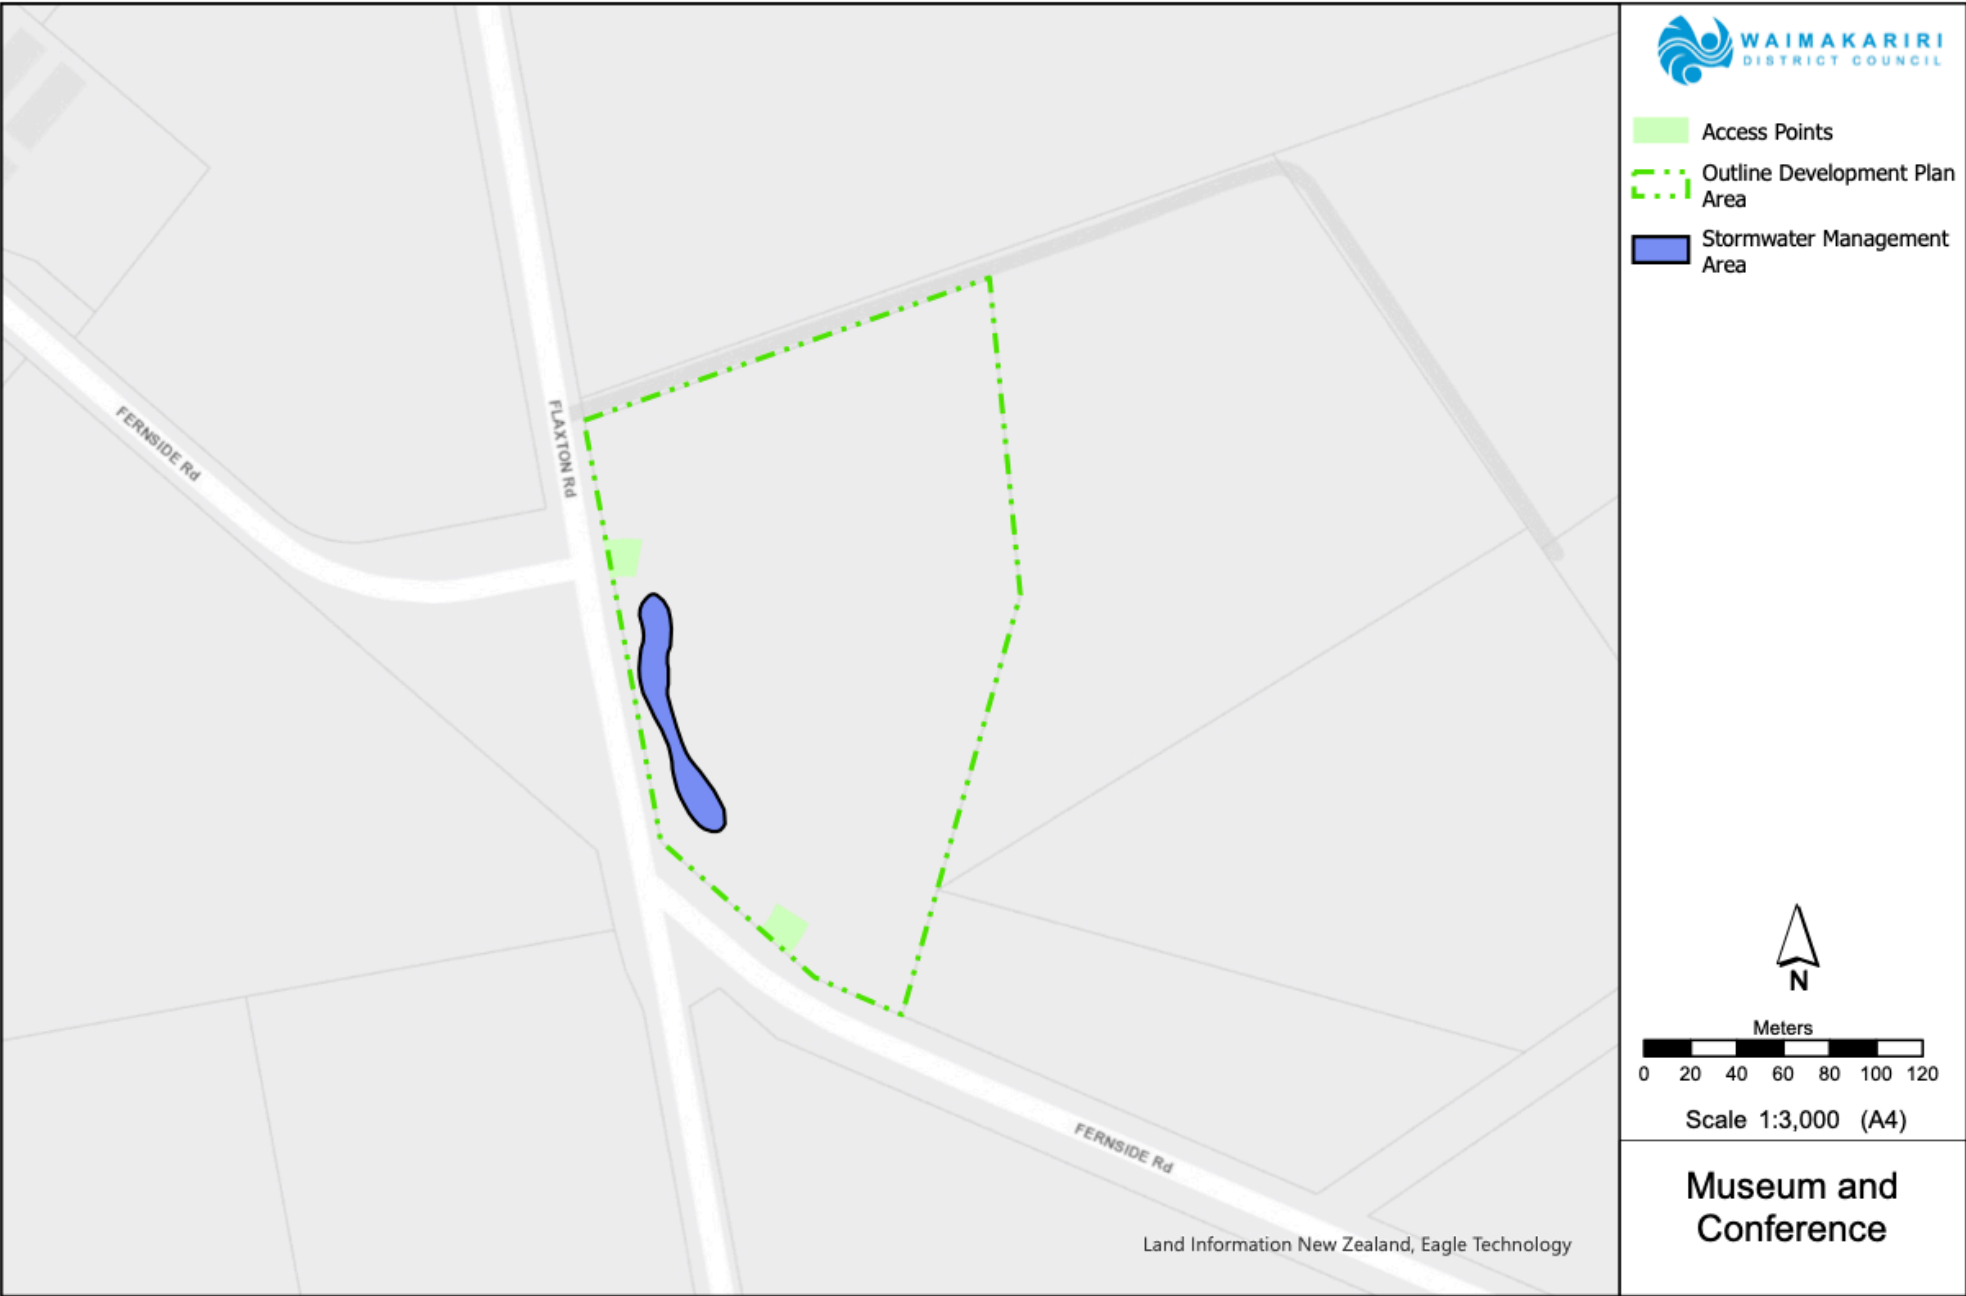 WAIMAKARIRI
DISTRICT COUNCIL
Access Points
Outline Development Plan
Area
Stormwater Management
Area
FERNSIDE Rd
FLAXTON Rd
FERNSIDE Rd
Land Information New Zealand, Eagle Technology
N
Meters
0 20 40 60 80 100 120
Scale 1:3,000 (A4)
Museum and
Conference